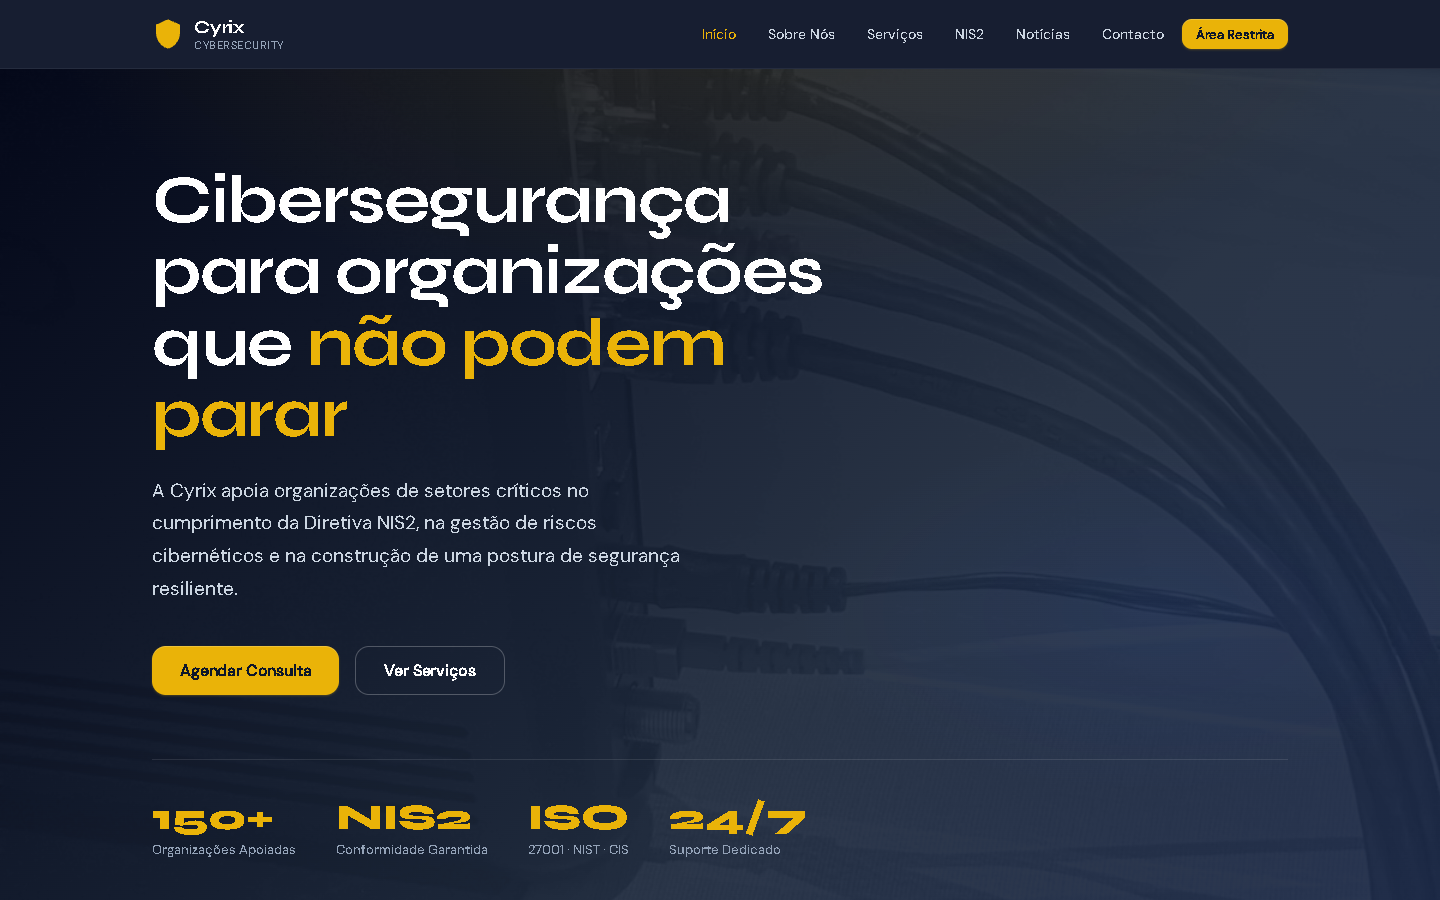 Cyrix
CYBERSECURITY
Início
Sobre Nós
Serviços
NIS2
Notícias
Contacto
Área Restrita
Cibersegurança
para organizações
que não podem
parar
A Cyrix apoia organizações de setores críticos no
cumprimento da Diretiva NIS2, na gestão de riscos
cibernéticos e na construção de uma postura de segurança
resiliente.
Agendar Consulta
Ver Serviços
150+
Organizações Apoiadas
NIS2
Conformidade Garantida
ISO
27001 · NIST · CIS
24/7
Suporte Dedicado